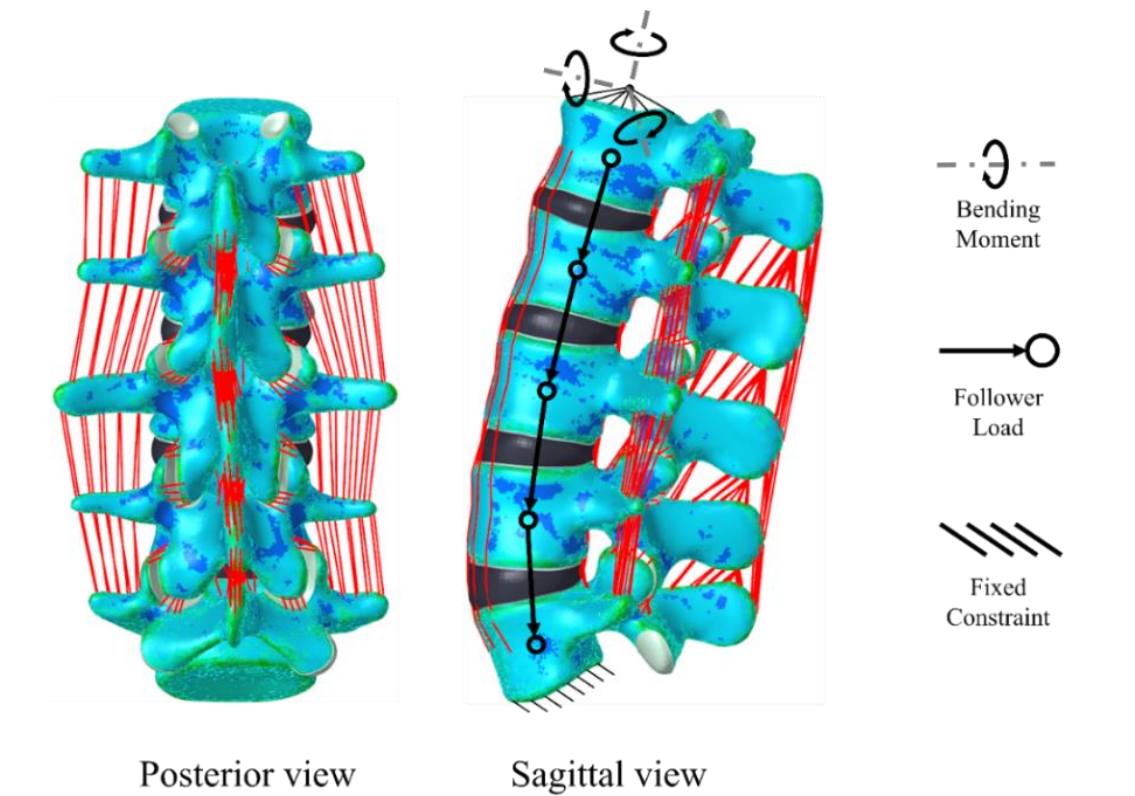 Bending
Moment
Follower
Load
Fixed
Constraint
Posterior view
Sagittal view